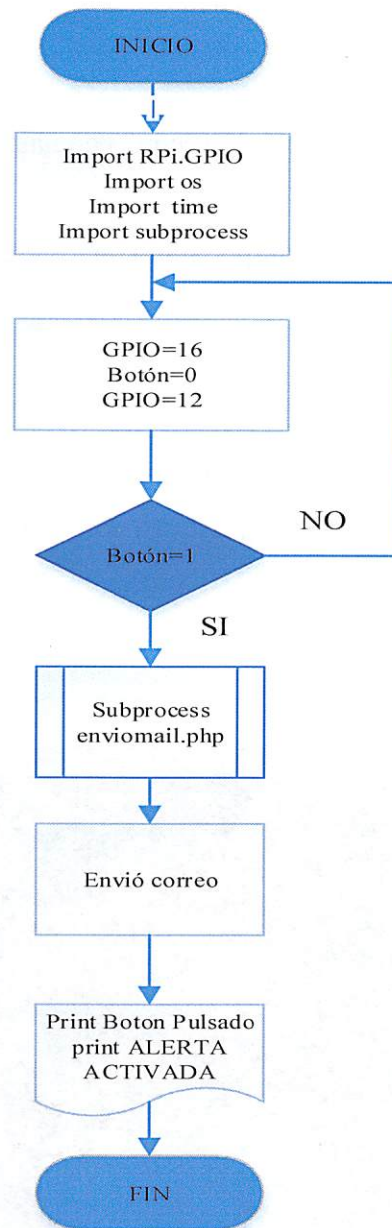 INICIO
Import RPi.GPIO
Import os
Import time
Import subprocess
GPIO=16
Botón=0
GPIO=12
Botón=1
NO
SI
Subprocess
enviomail.php
Envió correo
Print Boton Pulsado
print ALERTA
ACTIVADA
FIN